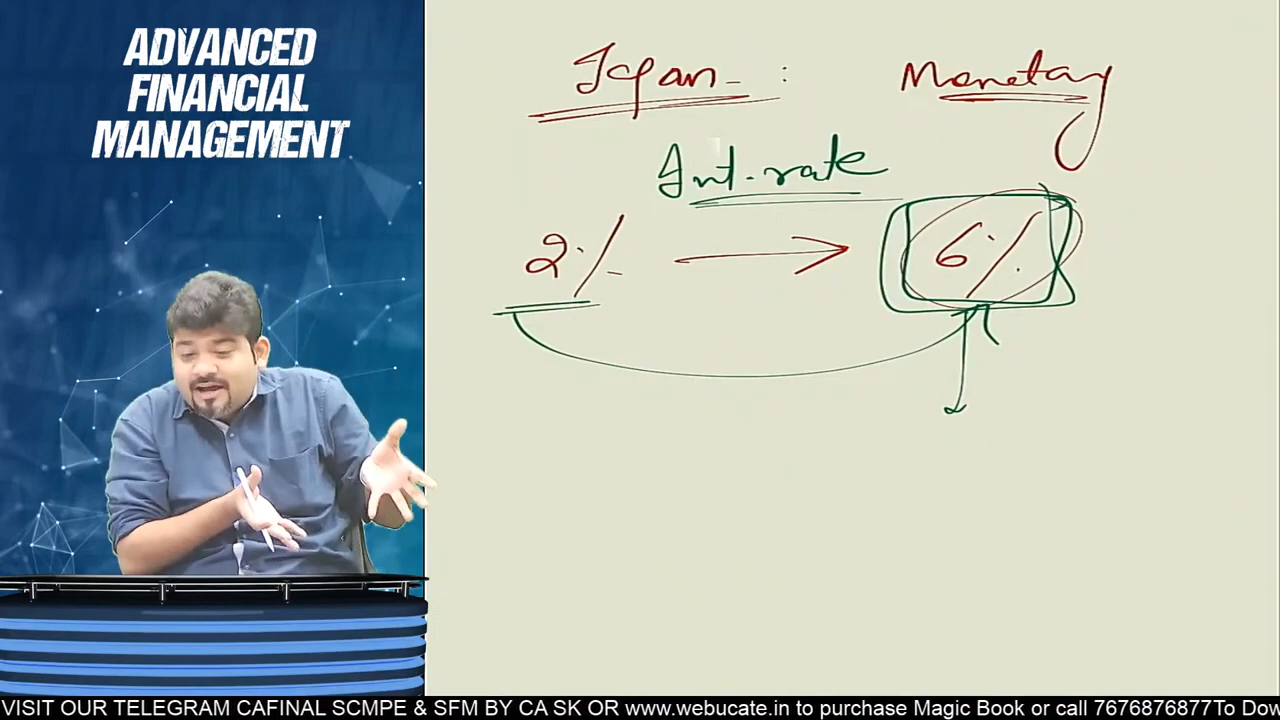 ADVANCED
FINANCIAL
MANAGEMENT
Japan - : Monetary
Int. rate
2% 6%
VISIT OUR TELEGRAM CAFINAL SCMPE & SFM BY CA SK OR www.webucate.in to purchase Magic Book or call 7676876877To Dow